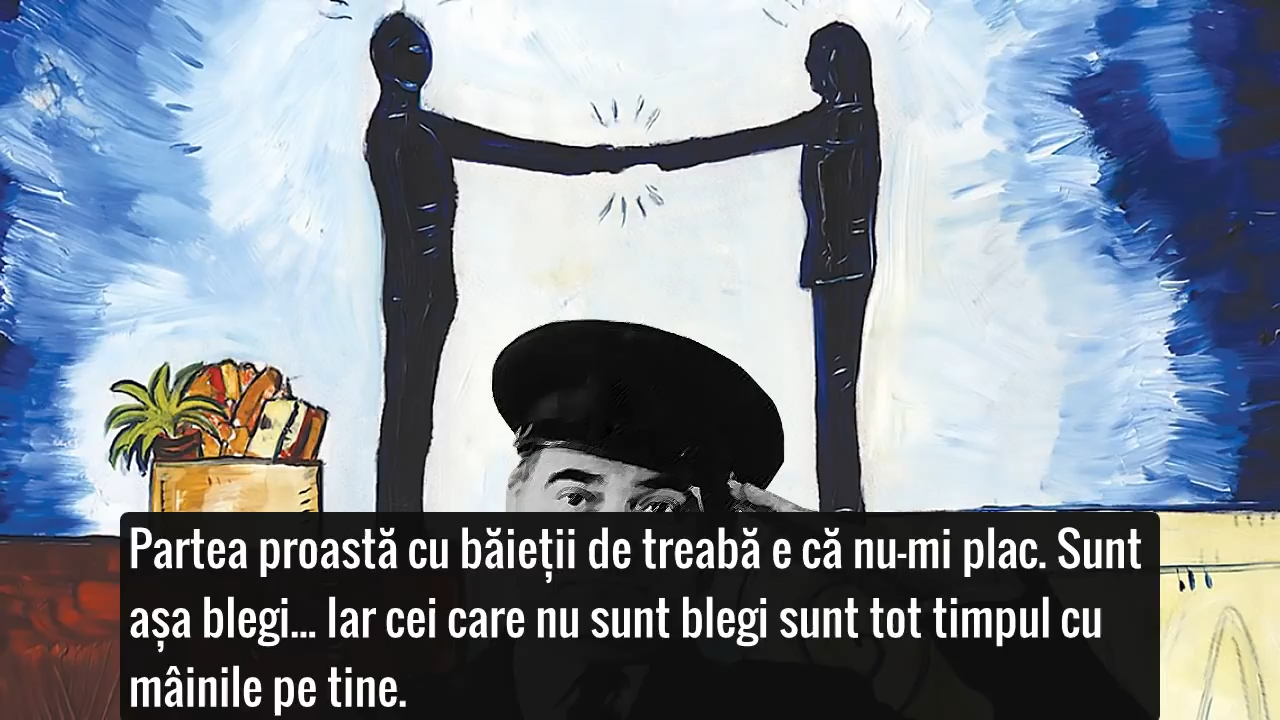 Partea proastă cu băieții de treabă e că nu-mi plac. Sunt
așa blegi... Iar cei care nu sunt blegi sunt tot timpul cu
mâinile pe tine.